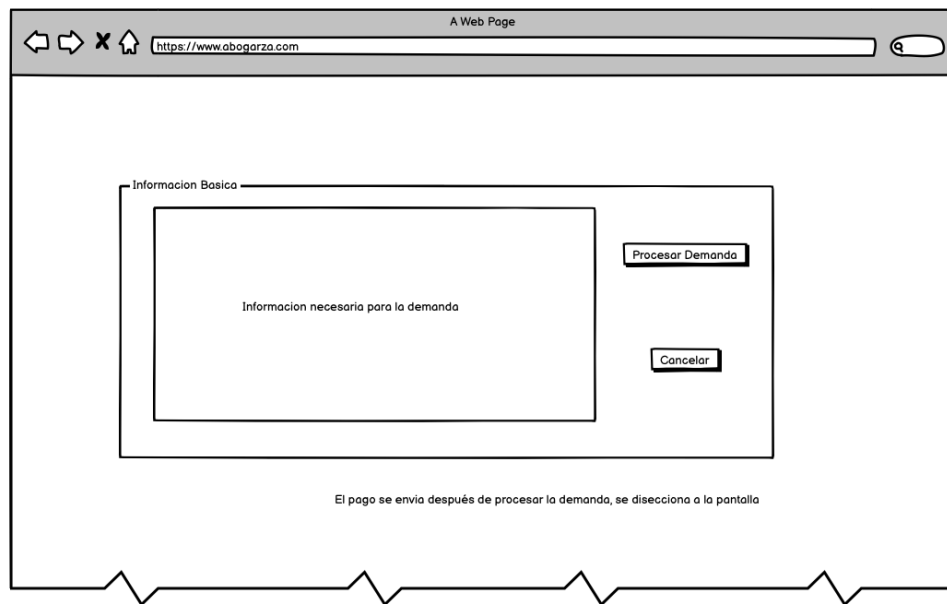 A Web Page
https://www.abogarza.com
Informacion Basica
Informacion necesaria para la demanda
Procesar Demanda
Cancelar
El pago se envia después de procesar la demanda, se disecciona a la pantalla